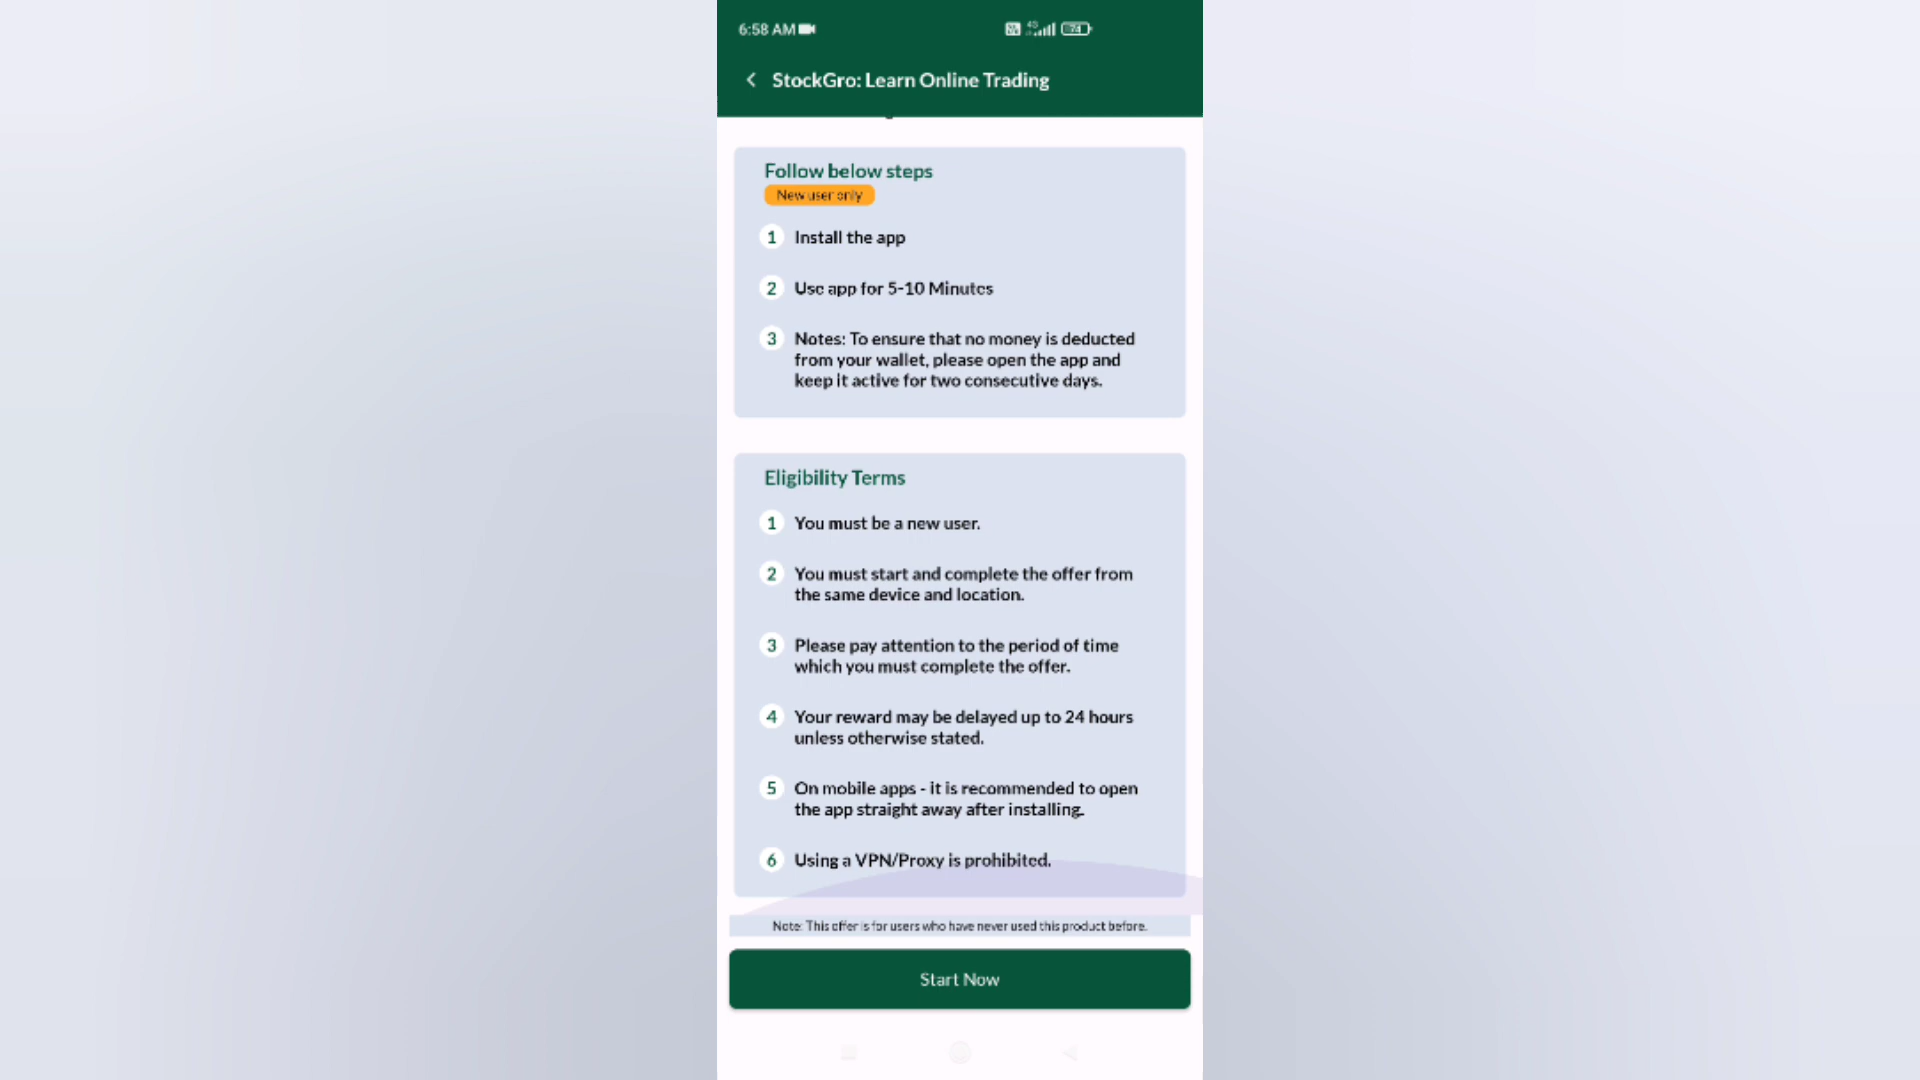 6:58 AM
4G
74
StockGro: Learn Online Trading
Follow below steps
New user only
1 Install the app
2 Use app for 5-10 Minutes
3 Notes: To ensure that no money is deducted
from your wallet, please open the app and
keep it active for two consecutive days.
Eligibility Terms
1 You must be a new user.
2 You must start and complete the offer from
the same device and location.
3 Please pay attention to the period of time
which you must complete the offer.
4 Your reward may be delayed up to 24 hours
unless otherwise stated.
5 On mobile apps - it is recommended to open
the app straight away after installing.
6 Using a VPN/Proxy is prohibited.
Note: This offer is for users who have never used this product before.
Start Now